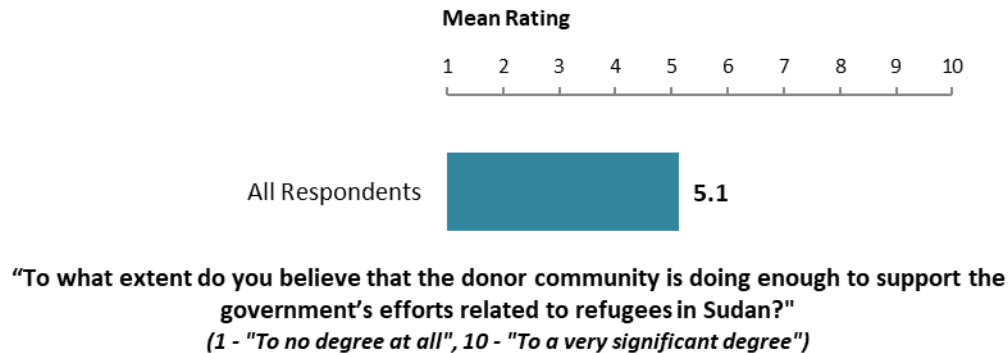 Mean Rating
1 2 3 4 5 6 7 8 9 10
All Respondents 5.1
“To what extent do you believe that the donor community is doing enough to support the
government’s efforts related to refugees in Sudan?"
(1 - "To no degree at all", 10 - "To a very significant degree")